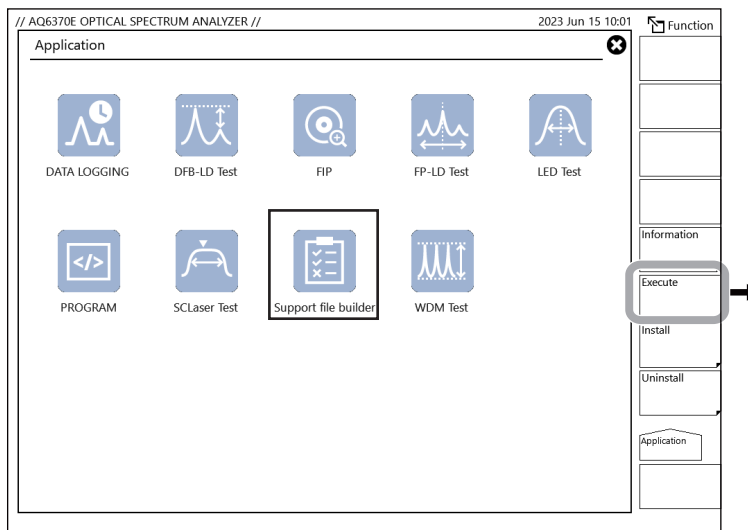 // AQ6370E OPTICAL SPECTRUM ANALYZER // 2023 Jun 15 10:01
Function
Application
DATA LOGGING DFB-LD Test FIP FP-LD Test LED Test
PROGRAM SCLaser Test Support file builder WDM Test
Information
Execute
Install
Uninstall
Application